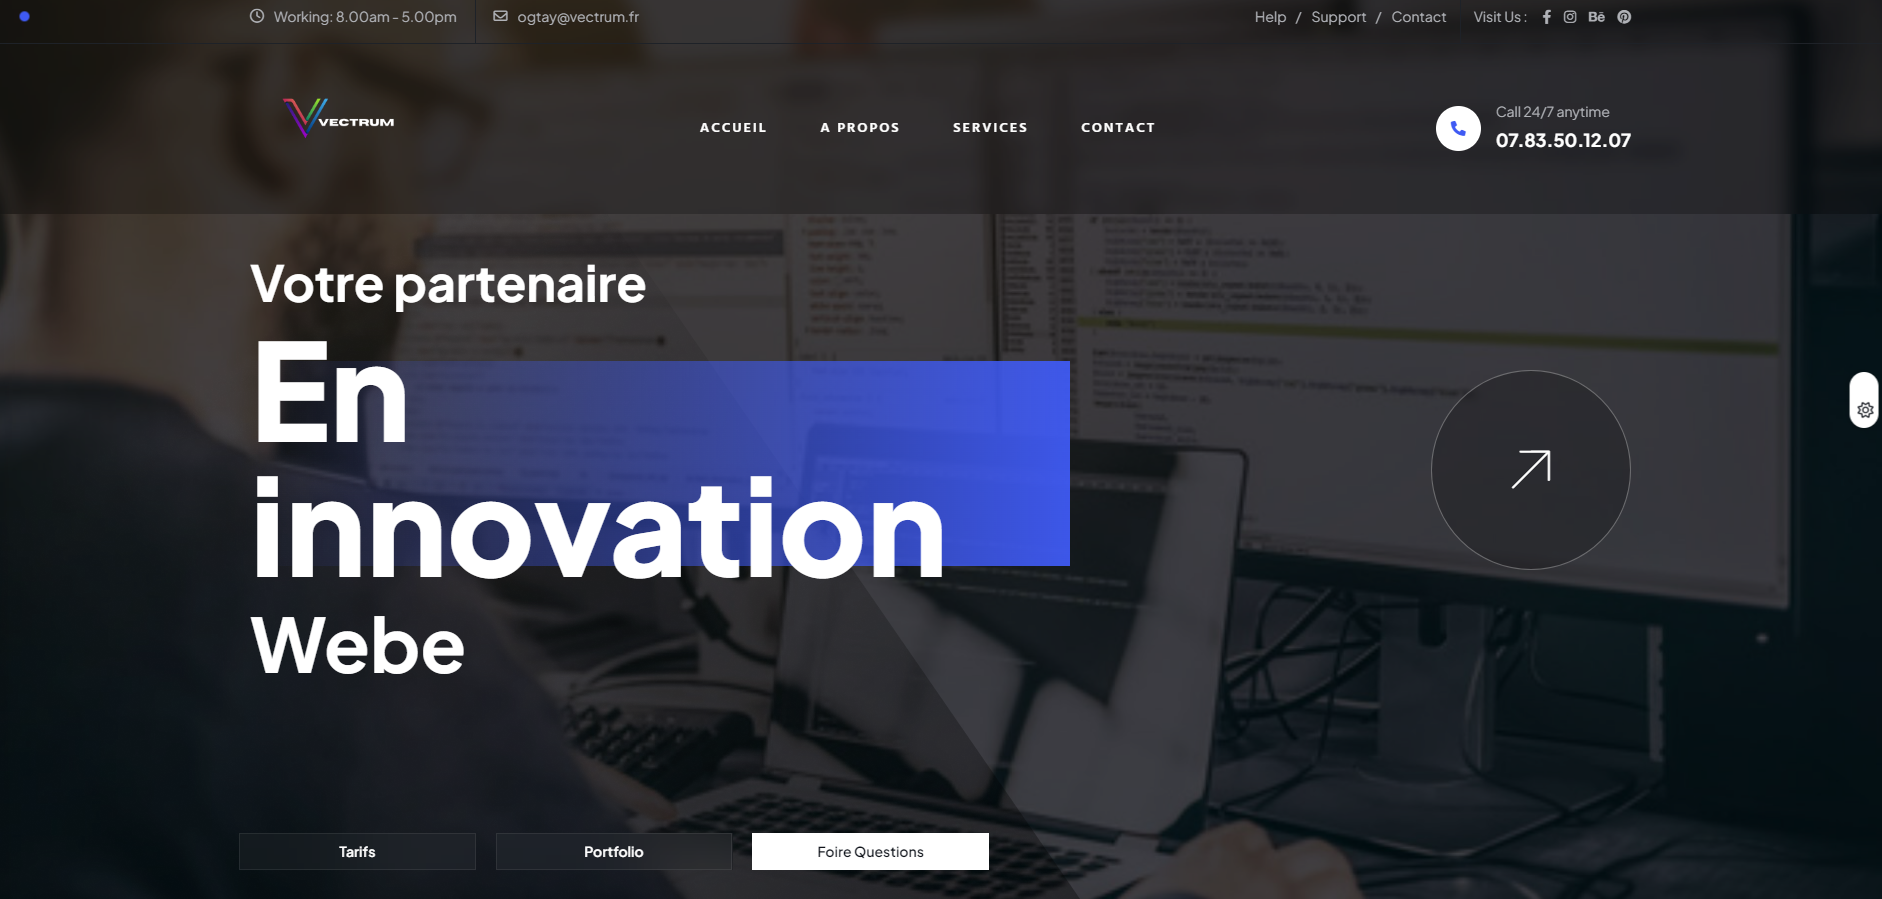 Working: 8.00am - 5.00pm
ogtay@vectrum.fr
Help / Support / Contact
Visit Us :
VECTRUM
ACCUEIL
A PROPOS
SERVICES
CONTACT
Call 24/7 anytime
07.83.50.12.07
Votre partenaire
En
innovation
Webe
Tarifs
Portfolio
Foire Questions